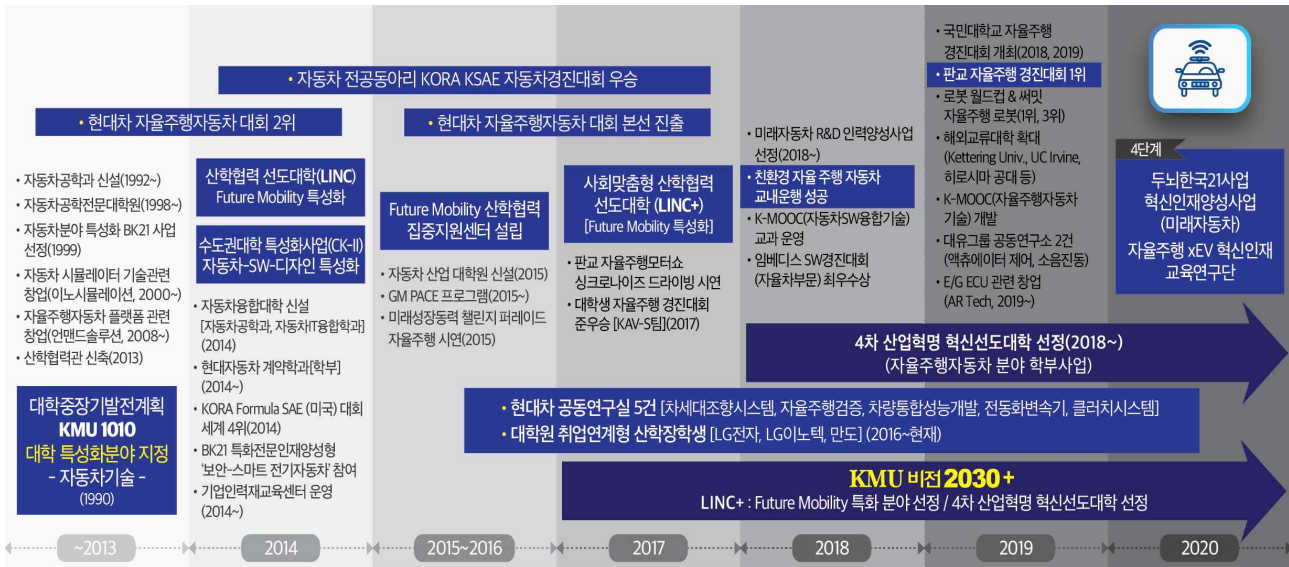 • 자동차 전공동아리 KORA KSAE 자동차경진대회 우승
• 현대차 자율주행자동차 대회 2위
• 현대차 자율주행자동차 대회 본선 진출
• 자동차공학과 신설(1992~)
• 자동차공학전문대학원(1998~)
• 자동차분야 특성화 BK21 사업
선정(1999)
• 자동차 시뮬레이터 기술관련
창업(이노시뮬레이션, 2000~)
• 자율주행자동차 플랫폼 관련
창업(언맨드솔루션, 2008~)
• 산학협력관 신축(2013)
대학중장기발전계획
KMU 1010
대학 특성화분야 지정
- 자동차기술 -
(1990)
산학협력 선도대학(LINC)
Future Mobility 특성화
수도권대학 특성화사업(CK-II)
자동차-SW-디자인 특성화
• 자동차융합대학 신설
[자동차공학과, 자동차IT융합학과]
(2014)
• 현대자동차 계약학과[학부]
(2014~)
• KORA Formula SAE (미국) 대회
세계 4위(2014)
• BK21 특화전문인재양성형
'보안-스마트 전기자동차' 참여
• 기업인력재교육센터 운영
(2014~)
Future Mobility 산학협력
집중지원센터 설립
• 자동차 산업 대학원 신설(2015)
• GM PACE 프로그램(2015~)
• 미래성장동력 챌린지 퍼레이드
자율주행 시연(2015)
사회맞춤형 산학협력
선도대학 (LINC+)
[Future Mobility 특성화]
• 판교 자율주행모터쇼
싱크로나이즈 드라이빙 시연
• 대학생 자율주행 경진대회
준우승 [KAV-S팀](2017)
• 미래자동차 R&D 인력양성사업
선정(2018~)
• 친환경 자율 주행 자동차
교내운행 성공
• K-MOOC(자동차SW융합기술)
교과 운영
• 임베디스 SW경진대회
(자율차부문) 최우수상
• 국민대학교 자율주행
경진대회 개최(2018, 2019)
• 판교 자율주행 경진대회 1위
• 로봇 월드컵 & 써밋
자율주행 로봇(1위, 3위)
• 해외교류대학 확대
(Kettering Univ., UC Irvine,
히로시마 공대 등)
• K-MOOC(자율주행자동차
기술) 개발
• 대유그룹 공동연구소 2건
(액츄에이터 제어, 소음진동)
• E/G ECU 관련 창업
(AR Tech, 2019~)
4단계
두뇌한국21사업
혁신인재양성사업
(미래자동차)
자율주행 xEV 혁신인재
교육연구단
4차 산업혁명 혁신선도대학 선정(2018~)
(자율주행자동차 분야 학부사업)
• 현대차 공동연구실 5건 [차세대조향시스템, 자율주행검증, 차량통합성능개발, 전동화변속기, 클러치시스템]
• 대학원 취업연계형 산학장학생 [LG전자, LG이노텍, 만도] (2016~현재)
KMU 비전 2030+
LINC+ : Future Mobility 특화 분야 선정 / 4차 산업혁명 혁신선도대학 선정
~2013
2014
2015~2016
2017
2018
2019
2020